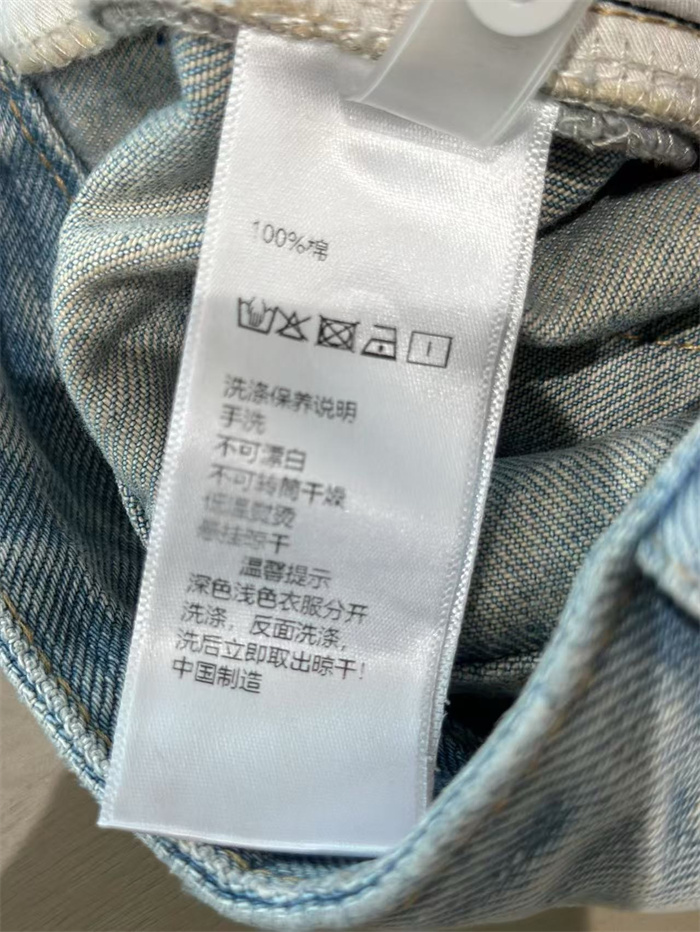 100%棉
洗涤保养说明
手洗
不可漂白
不可转筒干燥
低温熨烫
悬挂晾干
温馨提示
深色浅色衣服分开
洗涤，反面洗涤，
洗后立即取出晾干！
中国制造